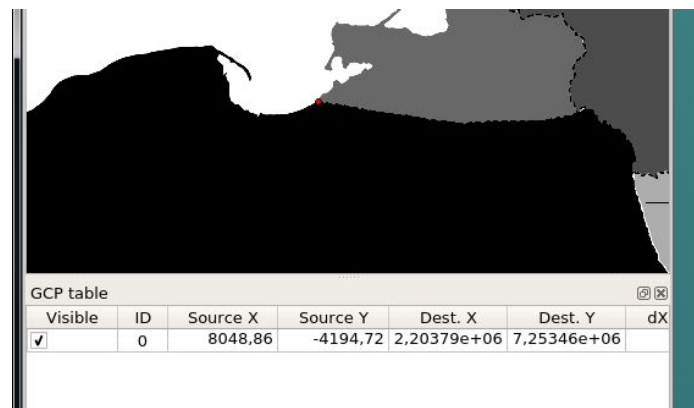 GCP table
Visible ID Source X Source Y Dest. X Dest. Y dX
0 8048,86 -4194,72 2,20379e+06 7,25346e+06